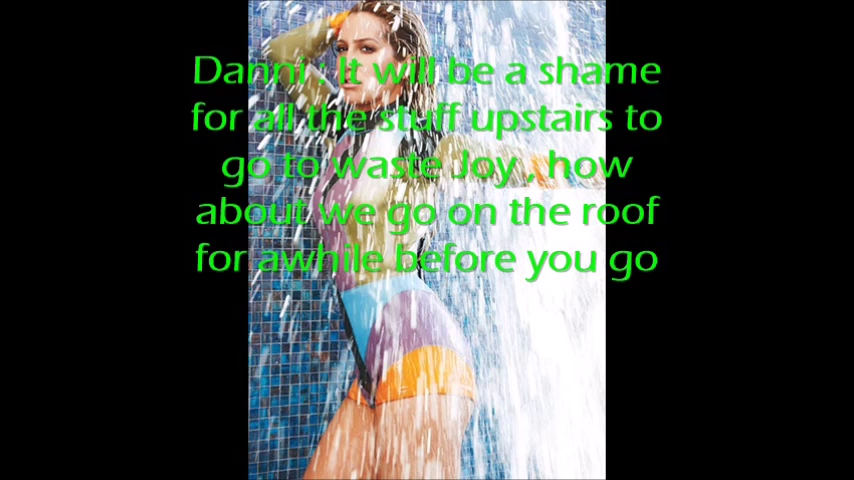 Danni : It will be a shame
for all the stuff upstairs to
go to waste Joy , how
about we go on the roof
for awhile before you go